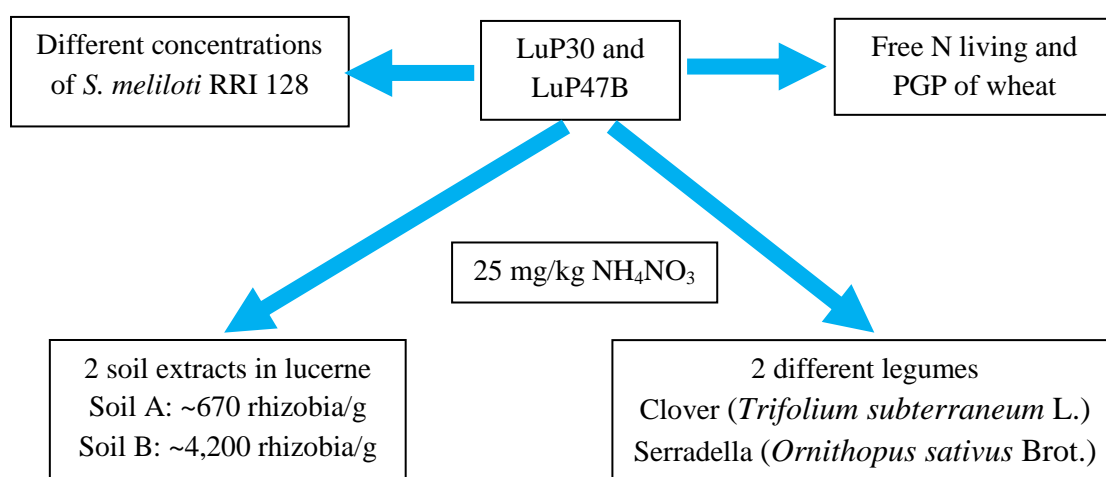 Different concentrations
of S. meliloti RRI 128
LuP30 and
LuP47B
Free N living and
PGP of wheat
25 mg/kg NH₄NO₃
2 soil extracts in lucerne
Soil A: ~670 rhizobia/g
Soil B: ~4,200 rhizobia/g
2 different legumes
Clover (Trifolium subterraneum L.)
Serradella (Ornithopus sativus Brot.)